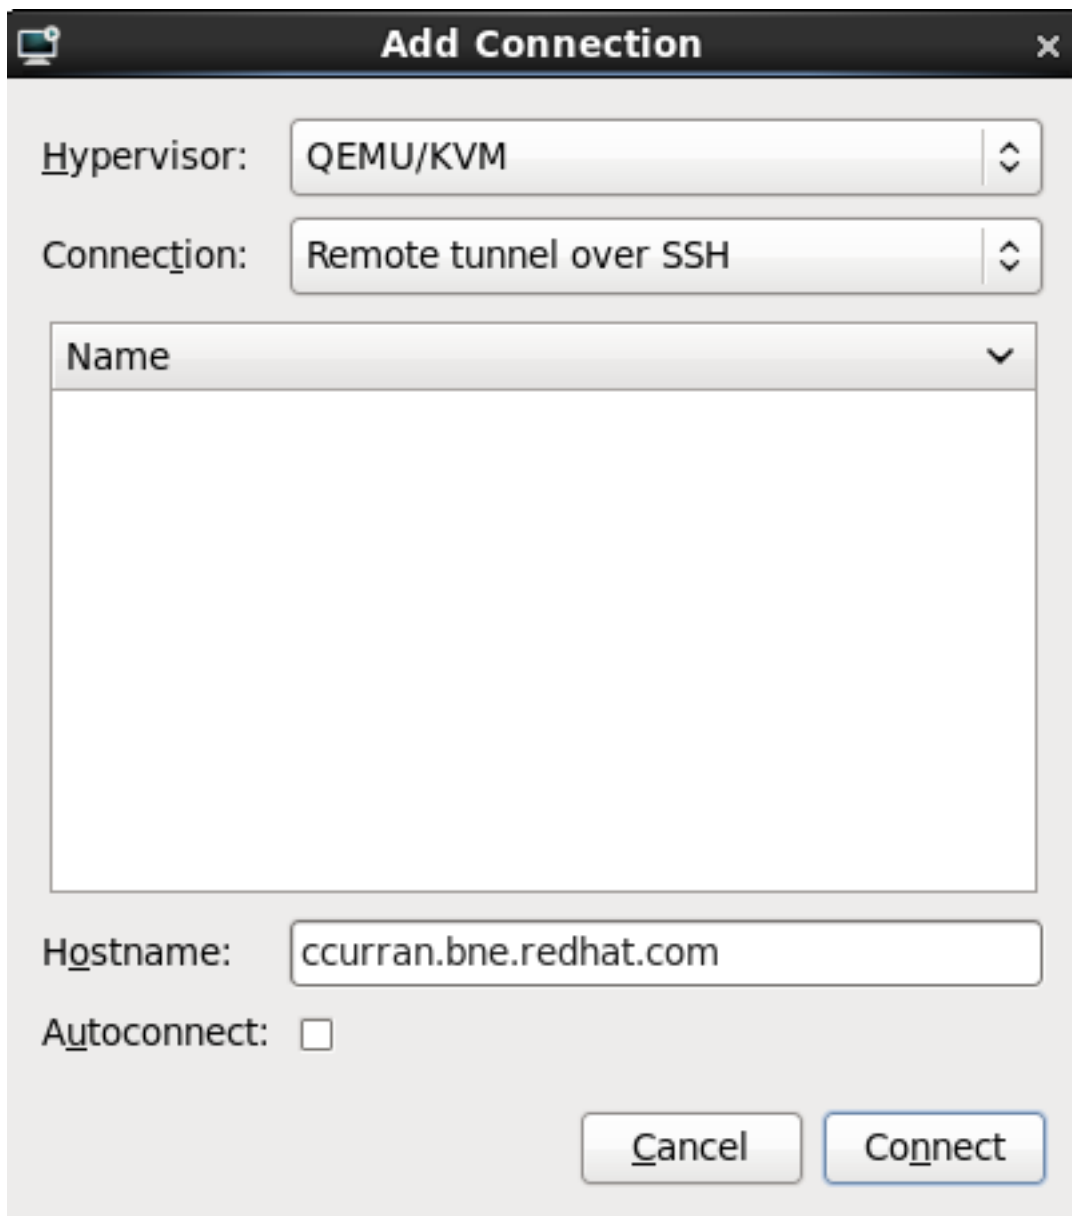 Add Connection
Hypervisor: QEMU/KVM
Connection: Remote tunnel over SSH
Name
Hostname: ccurran.bne.redhat.com
Autoconnect:
Cancel Connect